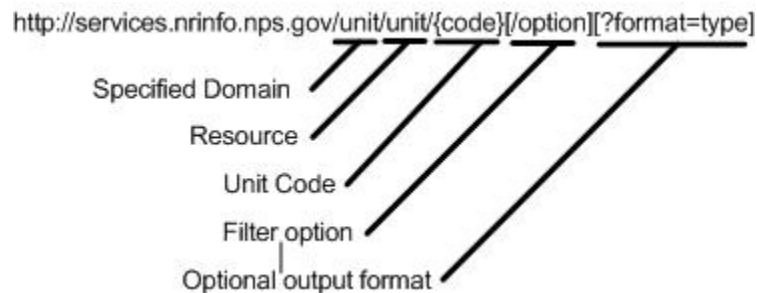 http://services.nrinfo.nps.gov/unit/unit/{code}[/option][?format=type]
Specified Domain
Resource
Unit Code
Filter option
Optional output format